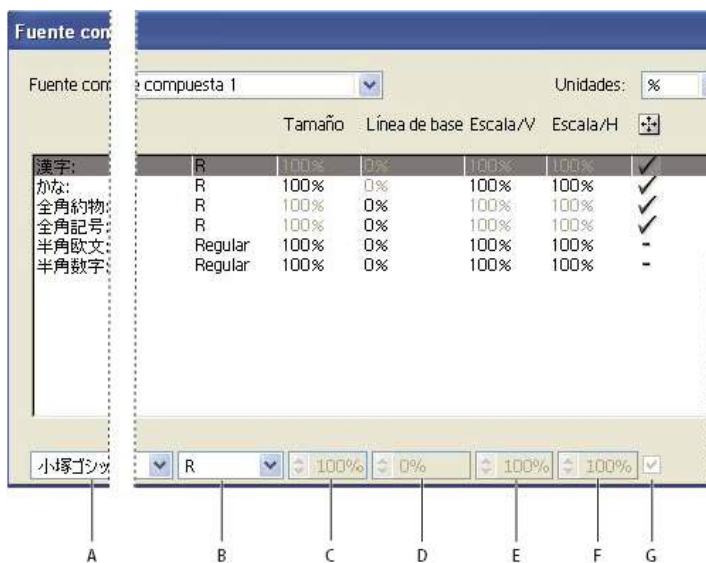 Fuente com
Fuente com e compuesta 1 Unidades: %
Tamaño Línea de base Escala/V Escala/H
漢字: R 100% 0% 100% 100%
かな: R 100% 0% 100% 100%
全角約物: R 100% 0% 100% 100%
全角記号: R 100% 0% 100% 100%
半角欧文: Regular 100% 0% 100% 100% -
半角数字: Regular 100% 0% 100% 100% -
小塚ゴシッ R 100% 0% 100% 100%
A B C D E F G